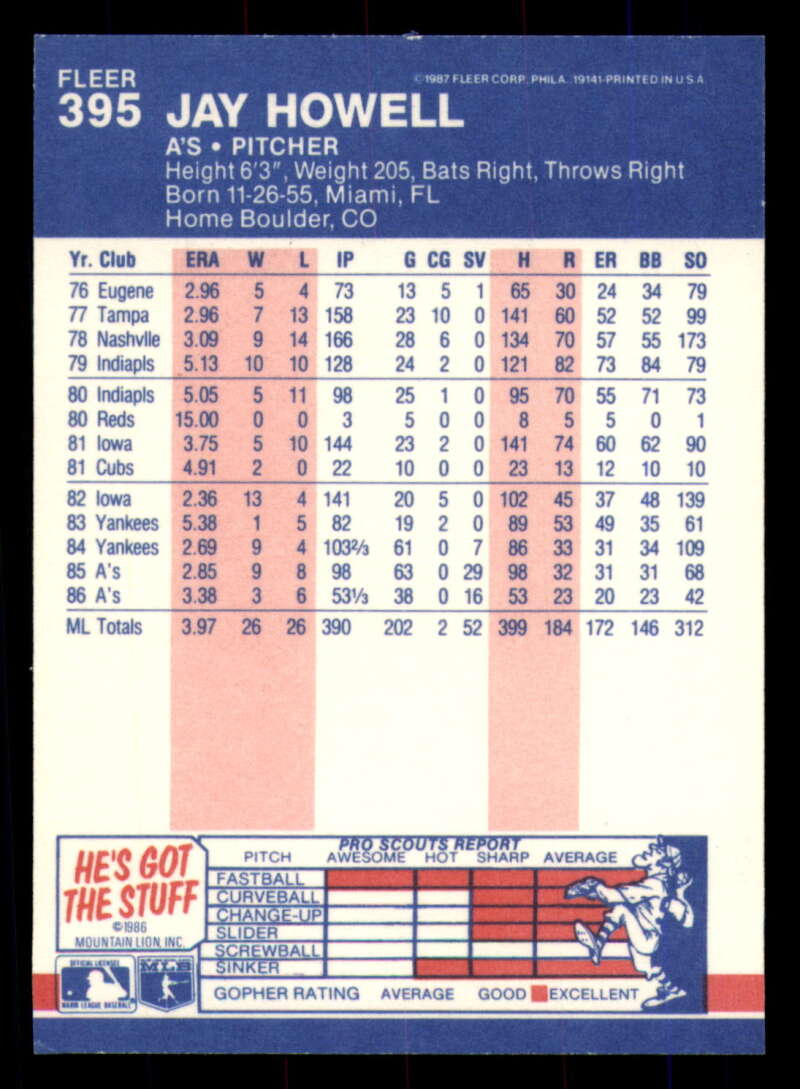 FLEER
©1987 FLEER CORP. PHILA. 19141-PRINTED IN U.S.A.
395 JAY HOWELL
A'S • PITCHER
Height 6'3", Weight 205, Bats Right, Throws Right
Born 11-26-55, Miami, FL
Home Boulder, CO
Yr. Club ERA W L IP G CG SV H R ER BB SO
76 Eugene 2.96 5 4 73 13 5 1 65 30 24 34 79
77 Tampa 2.96 7 13 158 23 10 0 141 60 52 52 99
78 Nashvlle 3.09 9 14 166 28 6 0 134 70 57 55 173
79 Indiapls 5.13 10 10 128 24 2 0 121 82 73 84 79
80 Indiapls 5.05 5 11 98 25 1 0 95 70 55 71 73
80 Reds 15.00 0 0 3 5 0 0 8 5 5 0 1
81 Iowa 3.75 5 10 144 23 2 0 141 74 60 62 90
81 Cubs 4.91 2 0 22 10 0 0 23 13 12 10 10
82 Iowa 2.36 13 4 141 20 5 0 102 45 37 48 139
83 Yankees 5.38 1 5 82 19 2 0 89 53 49 35 61
84 Yankees 2.69 9 4 103⅔ 61 0 7 86 33 31 34 109
85 A's 2.85 9 8 98 63 0 29 98 32 31 31 68
86 A's 3.38 3 6 53⅓ 38 0 16 53 23 20 23 42
ML Totals 3.97 26 26 390 202 2 52 399 184 172 146 312
HE'S GOT
THE STUFF
©1986
MOUNTAIN LION, INC.
PRO SCOUTS REPORT
PITCH AWESOME HOT SHARP AVERAGE
FASTBALL
CURVEBALL
CHANGE-UP
SLIDER
SCREWBALL
SINKER
GOPHER RATING AVERAGE GOOD EXCELLENT
OFFICIAL LICENSEE
MAJOR LEAGUE BASEBALL
MLB